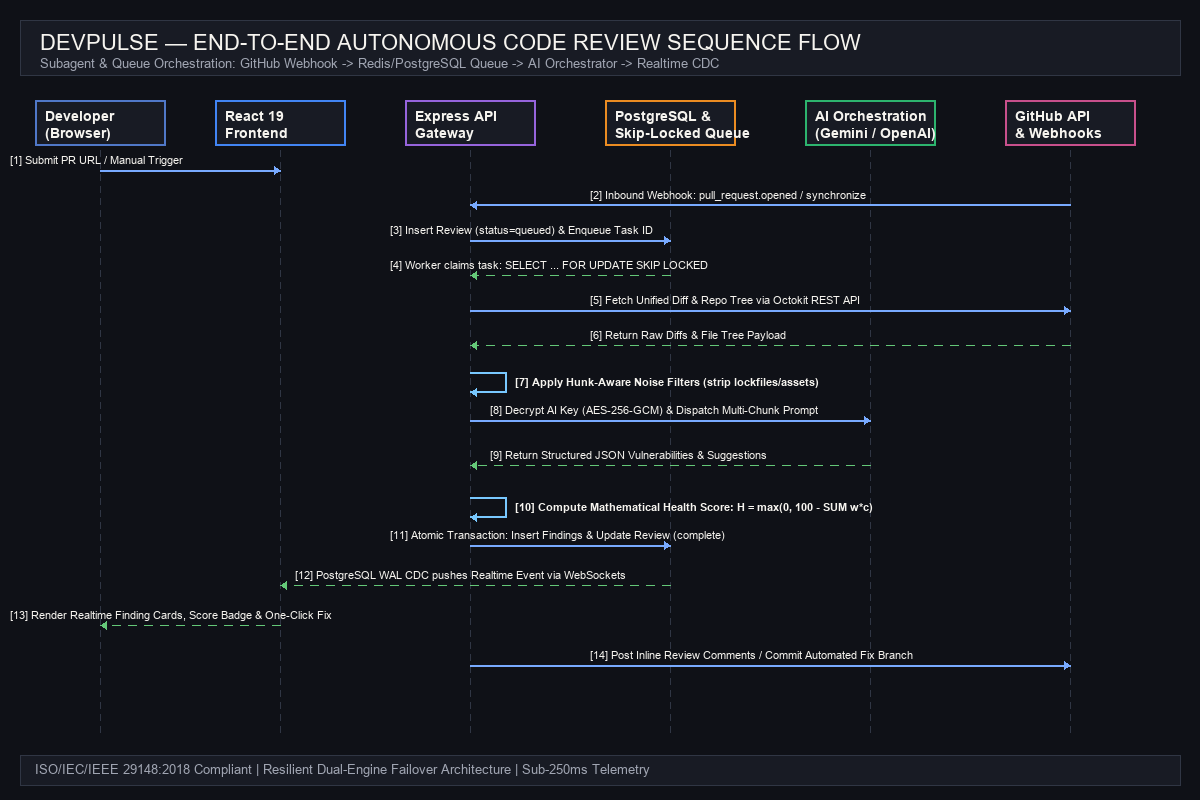 DEVPULSE — END-TO-END AUTONOMOUS CODE REVIEW SEQUENCE FLOW
Subagent & Queue Orchestration: GitHub Webhook -> Redis/PostgreSQL Queue -> AI Orchestrator -> Realtime CDC
Developer
(Browser)
React 19
Frontend
Express API
Gateway
PostgreSQL &
Skip-Locked Queue
AI Orchestration
(Gemini / OpenAI)
GitHub API
& Webhooks
[1] Submit PR URL / Manual Trigger
[2] Inbound Webhook: pull_request.opened / synchronize
[3] Insert Review (status=queued) & Enqueue Task ID
[4] Worker claims task: SELECT ... FOR UPDATE SKIP LOCKED
[5] Fetch Unified Diff & Repo Tree via Octokit REST API
[6] Return Raw Diffs & File Tree Payload
[7] Apply Hunk-Aware Noise Filters (strip lockfiles/assets)
[8] Decrypt AI Key (AES-256-GCM) & Dispatch Multi-Chunk Prompt
[9] Return Structured JSON Vulnerabilities & Suggestions
[10] Compute Mathematical Health Score: H = max(0, 100 - SUM w*c)
[11] Atomic Transaction: Insert Findings & Update Review (complete)
[12] PostgreSQL WAL CDC pushes Realtime Event via WebSockets
[13] Render Realtime Finding Cards, Score Badge & One-Click Fix
[14] Post Inline Review Comments / Commit Automated Fix Branch
ISO/IEC/IEEE 29148:2018 Compliant | Resilient Dual-Engine Failover Architecture | Sub-250ms Telemetry